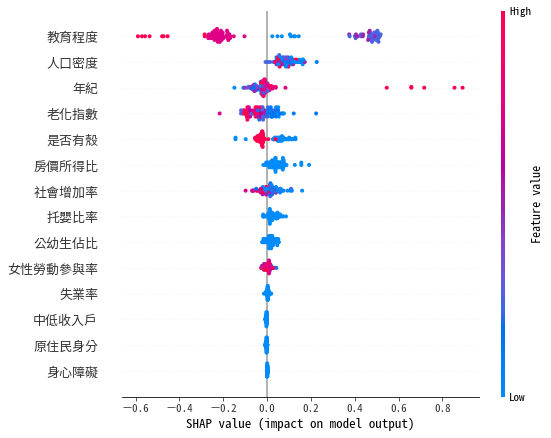 High
教育程度
人口密度
年紀
老化指數
是否有殼
房價所得比
社會增加率
托嬰比率
公幼生佔比
女性勞動參與率
失業率
中低收入戶
原住民身分
身心障礙
Feature value
Low
−0.6 −0.4 −0.2 0.0 0.2 0.4 0.6 0.8
SHAP value (impact on model output)